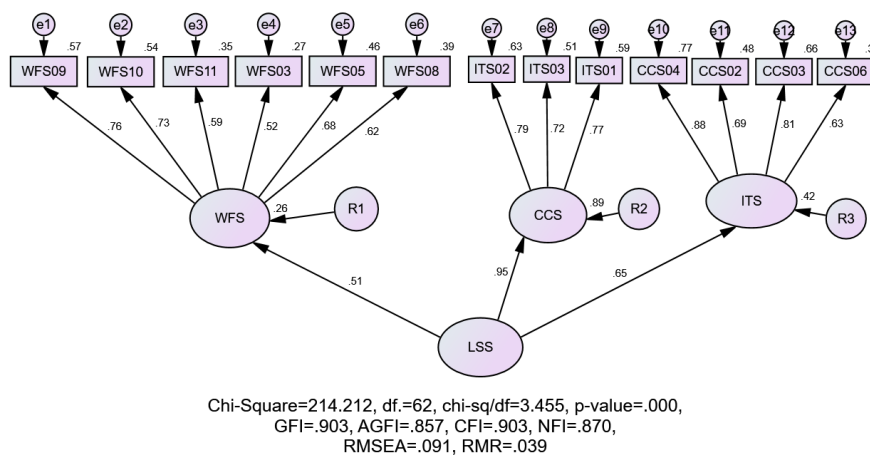 e1 e2 e3 e4 e5 e6 e7 e8 e9 e10 e11 e12 e13
.57 .54 .35 .27 .46 .39 .63 .51 .59 .77 .48 .66
WFS09 WFS10 WFS11 WFS03 WFS05 WFS08 ITS02 ITS03 ITS01 CCS04 CCS02 CCS03 CCS06
.76 .73 .59 .52 .68 .62 .79 .72 .77 .88 .69 .81 .63
WFS .26 R1 CCS .89 R2 ITS .42 R3
.51 .95 .65
LSS
Chi-Square=214.212, df.=62, chi-sq/df=3.455, p-value=.000,
GFI=.903, AGFI=.857, CFI=.903, NFI=.870,
RMSEA=.091, RMR=.039